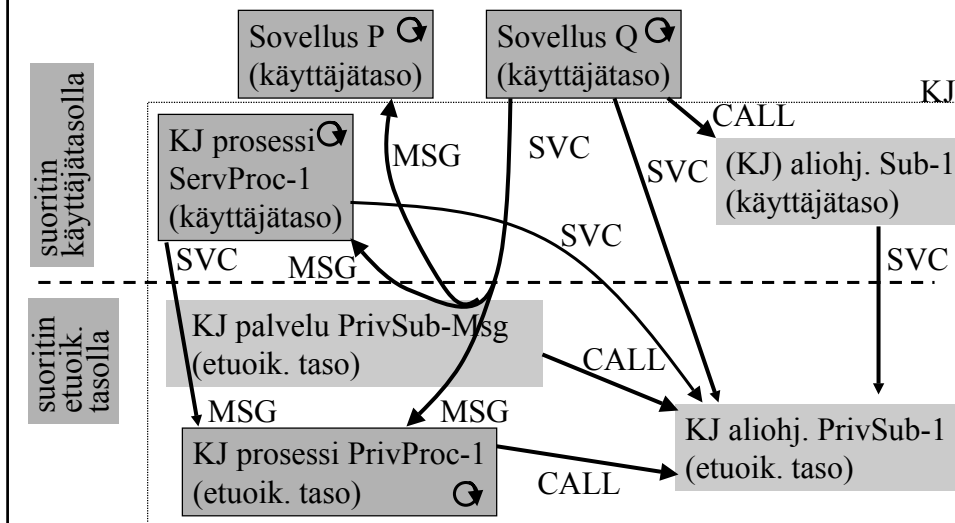 Sovellus P
(käyttäjätaso)
Sovellus Q
(käyttäjätaso)
KJ
suoritin
käyttäjätasolla
KJ prosessi
ServProc-1
(käyttäjätaso)
MSG
SVC
SVC
CALL
(KJ) aliohj. Sub-1
(käyttäjätaso)
SVC
MSG
SVC
SVC
suoritin
etuoik.
tasolla
KJ palvelu PrivSub-Msg
(etuoik. taso)
CALL
MSG
MSG
KJ prosessi PrivProc-1
(etuoik. taso)
CALL
KJ aliohj. PrivSub-1
(etuoik. taso)